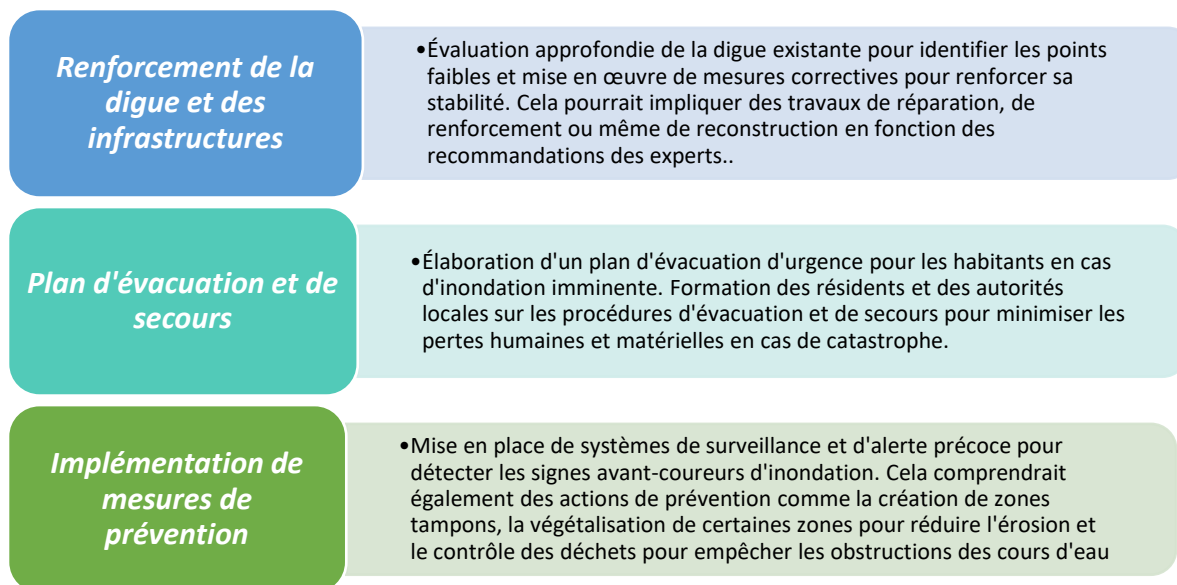 Renforcement de la
digue et des
infrastructures
•Évaluation approfondie de la digue existante pour identifier les points
faibles et mise en œuvre de mesures correctives pour renforcer sa
stabilité. Cela pourrait impliquer des travaux de réparation, de
renforcement ou même de reconstruction en fonction des
recommandations des experts..
Plan d'évacuation et de
secours
•Élaboration d'un plan d'évacuation d'urgence pour les habitants en cas
d'inondation imminente. Formation des résidents et des autorités
locales sur les procédures d'évacuation et de secours pour minimiser les
pertes humaines et matérielles en cas de catastrophe.
Implémentation de
mesures de
prévention
•Mise en place de systèmes de surveillance et d'alerte précoce pour
détecter les signes avant-coureurs d'inondation. Cela comprendrait
également des actions de prévention comme la création de zones
tampons, la végétalisation de certaines zones pour réduire l'érosion et
le contrôle des déchets pour empêcher les obstructions des cours d'eau